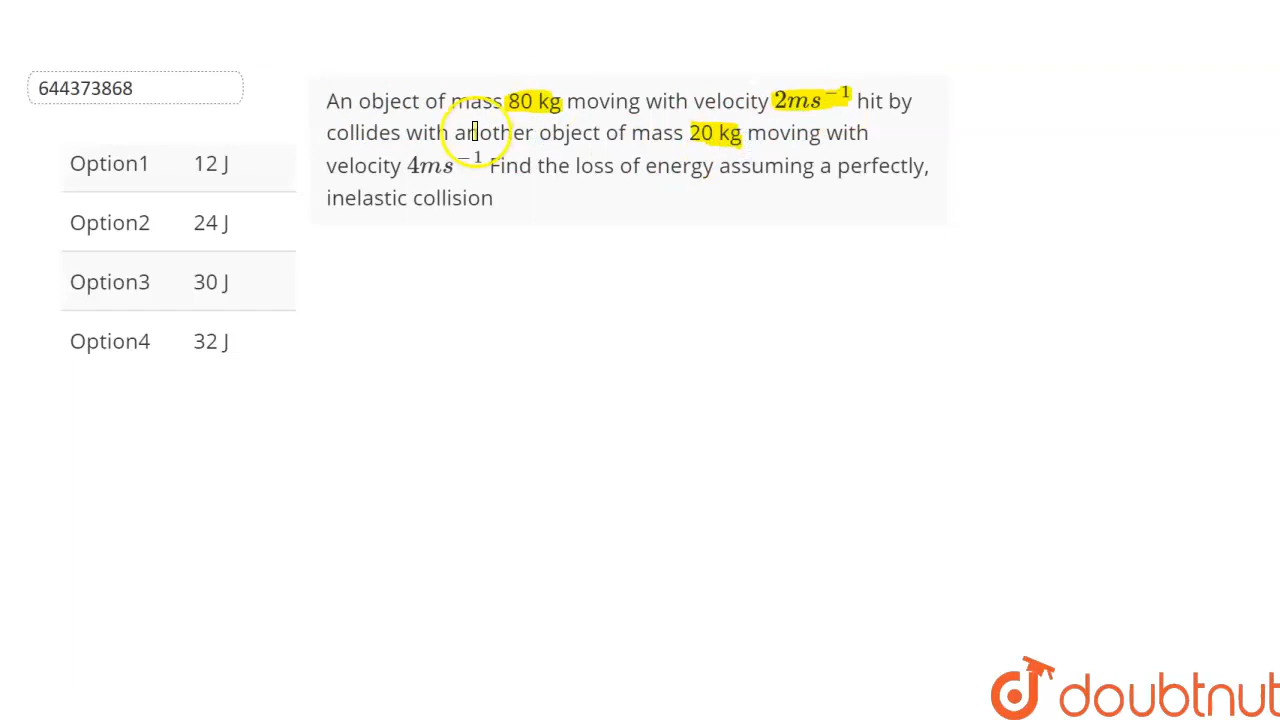 644373868
An object of mass 80 kg moving with velocity 2ms⁻¹ hit by
collides with another object of mass 20 kg moving with
velocity 4ms⁻¹ Find the loss of energy assuming a perfectly,
inelastic collision
Option1 12 J
Option2 24 J
Option3 30 J
Option4 32 J
doubtnut